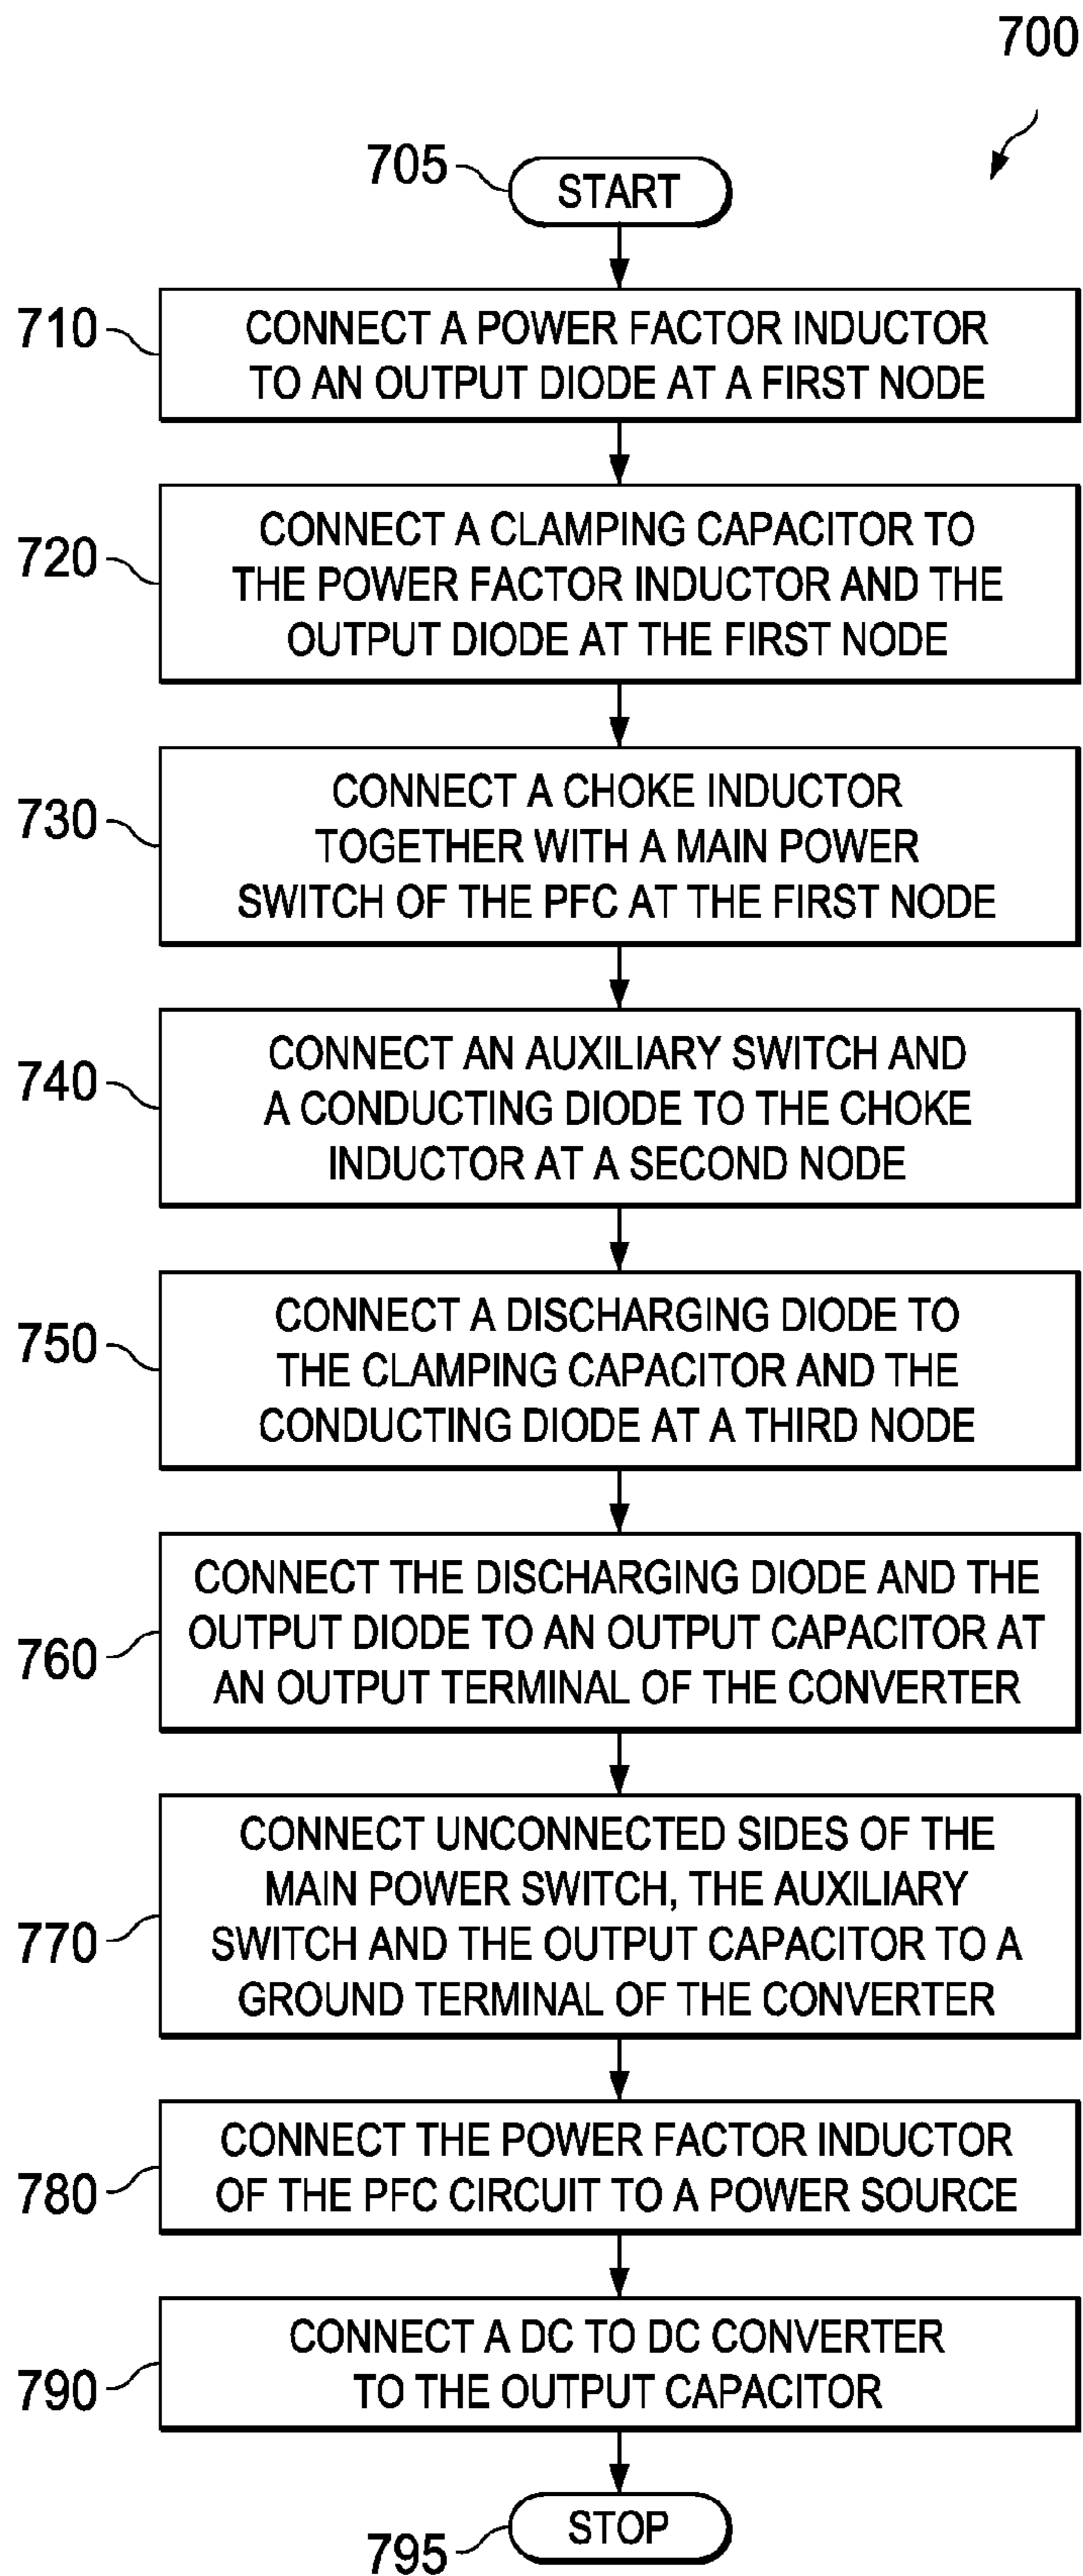 700
705
START
710
CONNECT A POWER FACTOR INDUCTOR
TO AN OUTPUT DIODE AT A FIRST NODE
720
CONNECT A CLAMPING CAPACITOR TO
THE POWER FACTOR INDUCTOR AND THE
OUTPUT DIODE AT THE FIRST NODE
730
CONNECT A CHOKE INDUCTOR
TOGETHER WITH A MAIN POWER
SWITCH OF THE PFC AT THE FIRST NODE
740
CONNECT AN AUXILIARY SWITCH AND
A CONDUCTING DIODE TO THE CHOKE
INDUCTOR AT A SECOND NODE
750
CONNECT A DISCHARGING DIODE TO
THE CLAMPING CAPACITOR AND THE
CONDUCTING DIODE AT A THIRD NODE
760
CONNECT THE DISCHARGING DIODE AND THE
OUTPUT DIODE TO AN OUTPUT CAPACITOR AT
AN OUTPUT TERMINAL OF THE CONVERTER
770
CONNECT UNCONNECTED SIDES OF THE
MAIN POWER SWITCH, THE AUXILIARY
SWITCH AND THE OUTPUT CAPACITOR TO A
GROUND TERMINAL OF THE CONVERTER
780
CONNECT THE POWER FACTOR INDUCTOR
OF THE PFC CIRCUIT TO A POWER SOURCE
790
CONNECT A DC TO DC CONVERTER
TO THE OUTPUT CAPACITOR
795
STOP